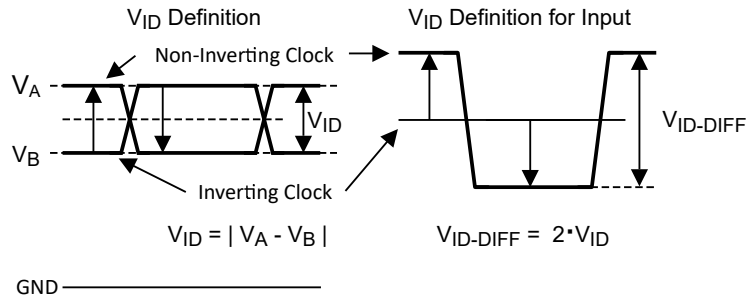 V_ID Definition
V_ID Definition for Input
Non-Inverting Clock
V_A
V_ID
V_B
V_ID-DIFF
Inverting Clock
V_ID = | V_A - V_B |
V_ID-DIFF = 2·V_ID
GND